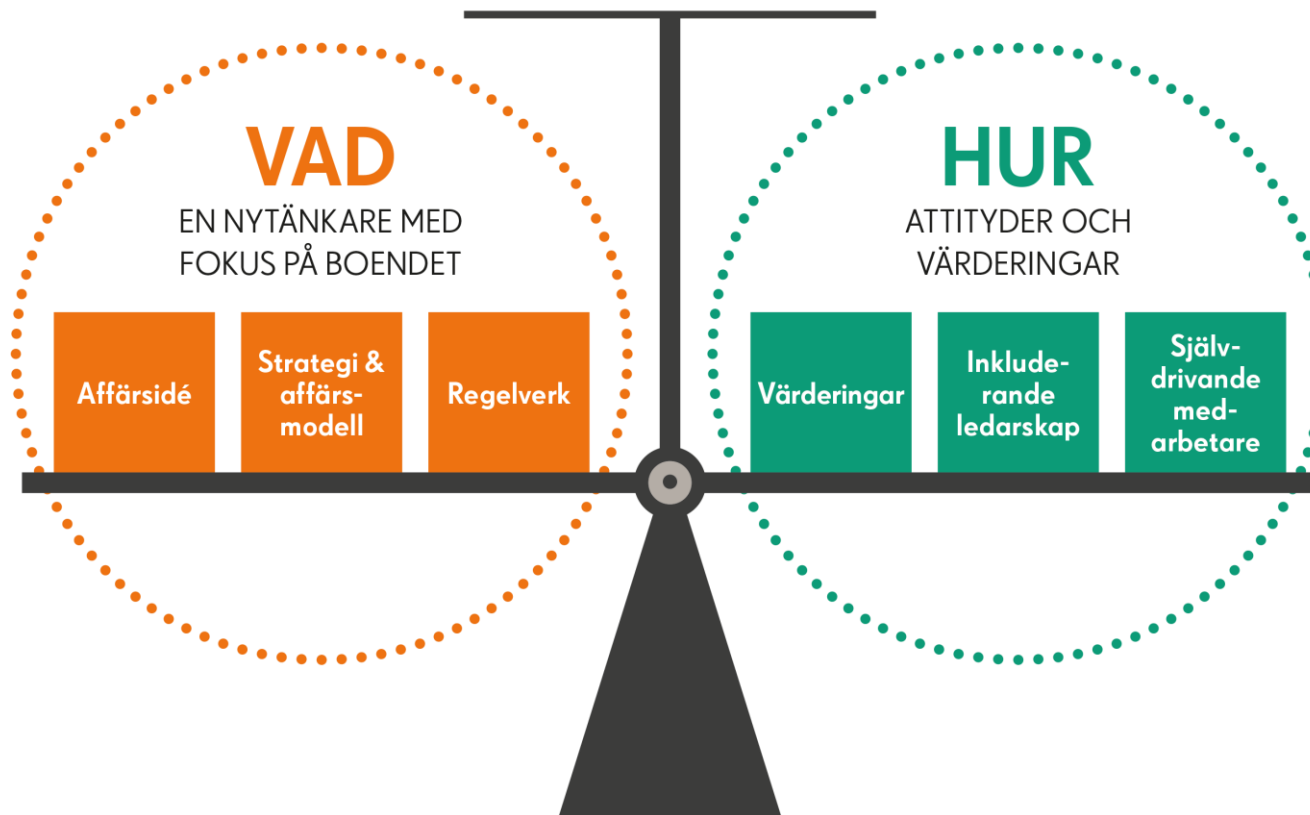 VAD
EN NYTÄNKARE MED
FOKUS PÅ BOENDET
Affärsidé
Strategi &
affärs-
modell
Regelverk
HUR
ATTITYDER OCH
VÄRDERINGAR
Värderingar
Inklude-
rande
ledarskap
Själv-
drivande
med-
arbetare